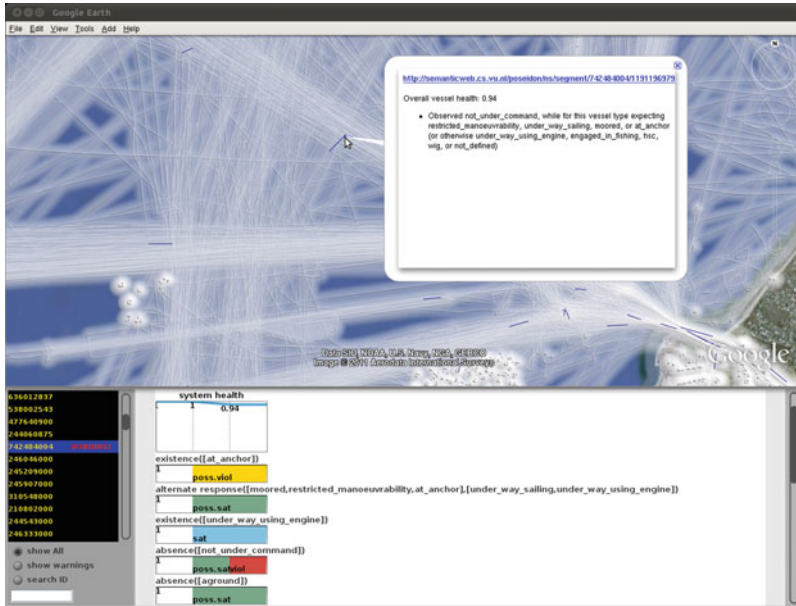 Google Earth
File Edit View Tools Add Help
N
http://semanticweb.cs.vu.nl/poseidon/ns/segment/742484004/1191196979
Overall vessel health: 0.94
• Observed not_under_command, while for this vessel type expecting
restricted_manoeuvrability, under_way_sailing, moored, or at_anchor
(or otherwise under_way_using_engine, engaged_in_fishing, hsc,
wig, or not_defined)
Data SIO, NOAA, U.S. Navy, NGA, GEBCO
Image © 2011 Aerodata International Surveys
Google
636012837
538002543
477640900
244060875
742484004
246046000
245209000
245907000
310548000
210802000
244543000
246333000
show All
show warnings
search ID
system health
1 0.94
existence([at_anchor])
1
poss.viol
alternate response([moored,restricted_manoeuvrability,at_anchor],[under_way_sailing,under_way_using_engine])
1
poss.sat
existence([under_way_using_engine])
1
sat
absence([not_under_command])
1
poss.sat viol
absence([aground])
1
poss.sat